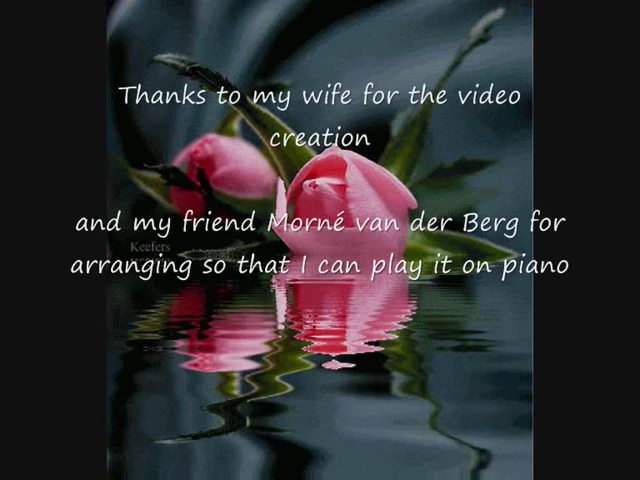 Thanks to my wife for the video
creation
and my friend Morné van der Berg for
Keefers
arranging so that I can play it on piano